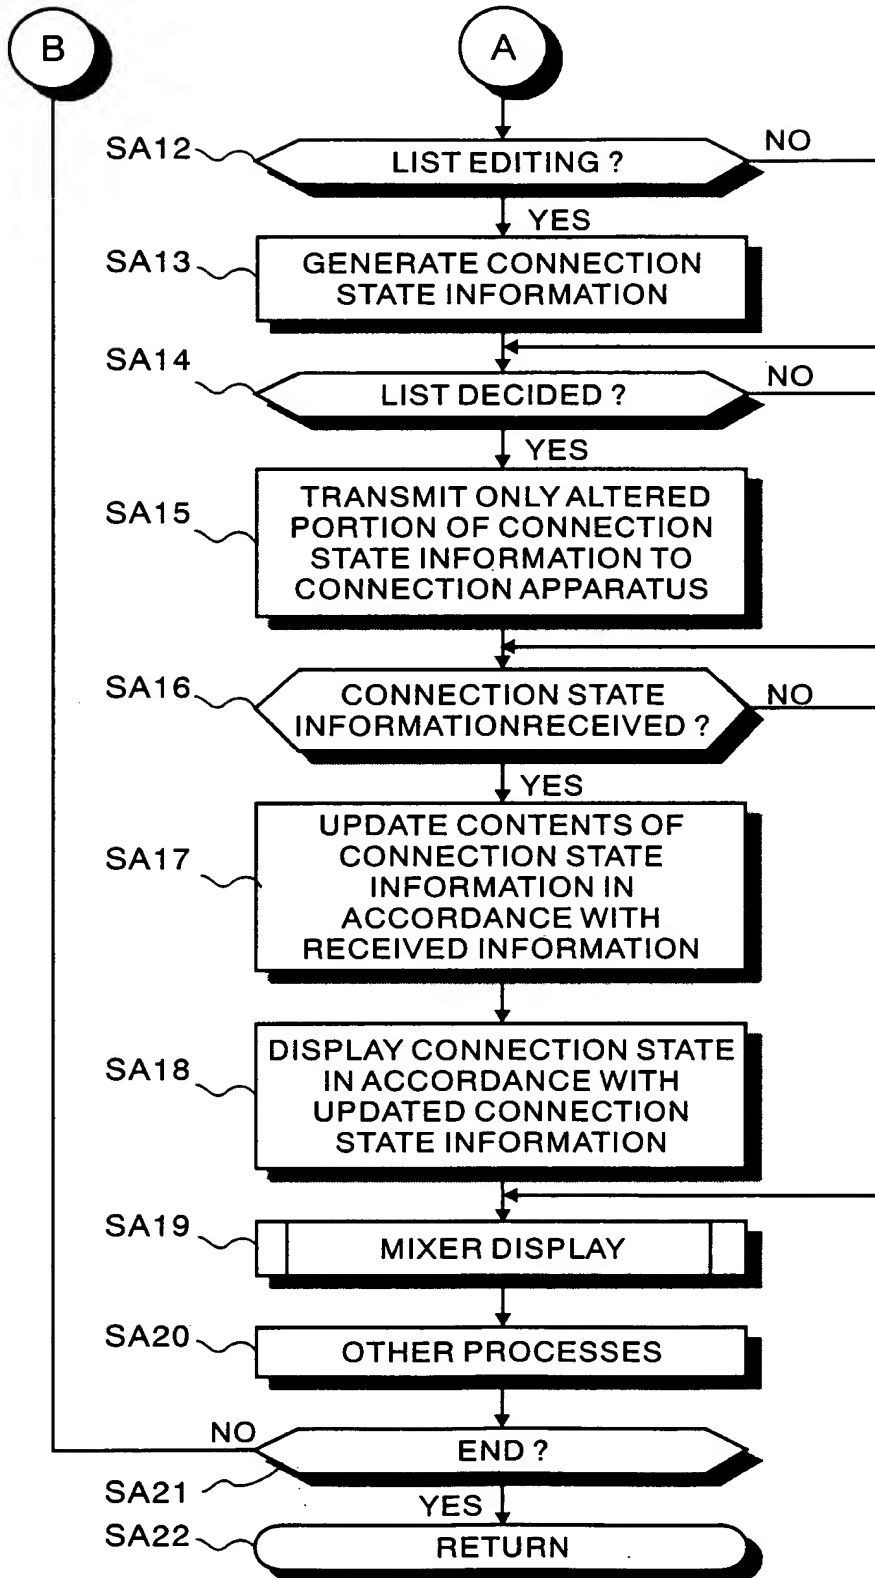 B
A
SA12
LIST EDITING ?
NO
YES
SA13
GENERATE CONNECTION
STATE INFORMATION
SA14
LIST DECIDED ?
NO
YES
SA15
TRANSMIT ONLY ALTERED
PORTION OF CONNECTION
STATE INFORMATION TO
CONNECTION APPARATUS
SA16
CONNECTION STATE
INFORMATIONRECEIVED ?
NO
YES
SA17
UPDATE CONTENTS OF
CONNECTION STATE
INFORMATION IN
ACCORDANCE WITH
RECEIVED INFORMATION
SA18
DISPLAY CONNECTION STATE
IN ACCORDANCE WITH
UPDATED CONNECTION
STATE INFORMATION
SA19
MIXER DISPLAY
SA20
OTHER PROCESSES
NO
END ?
SA21
YES
SA22
RETURN